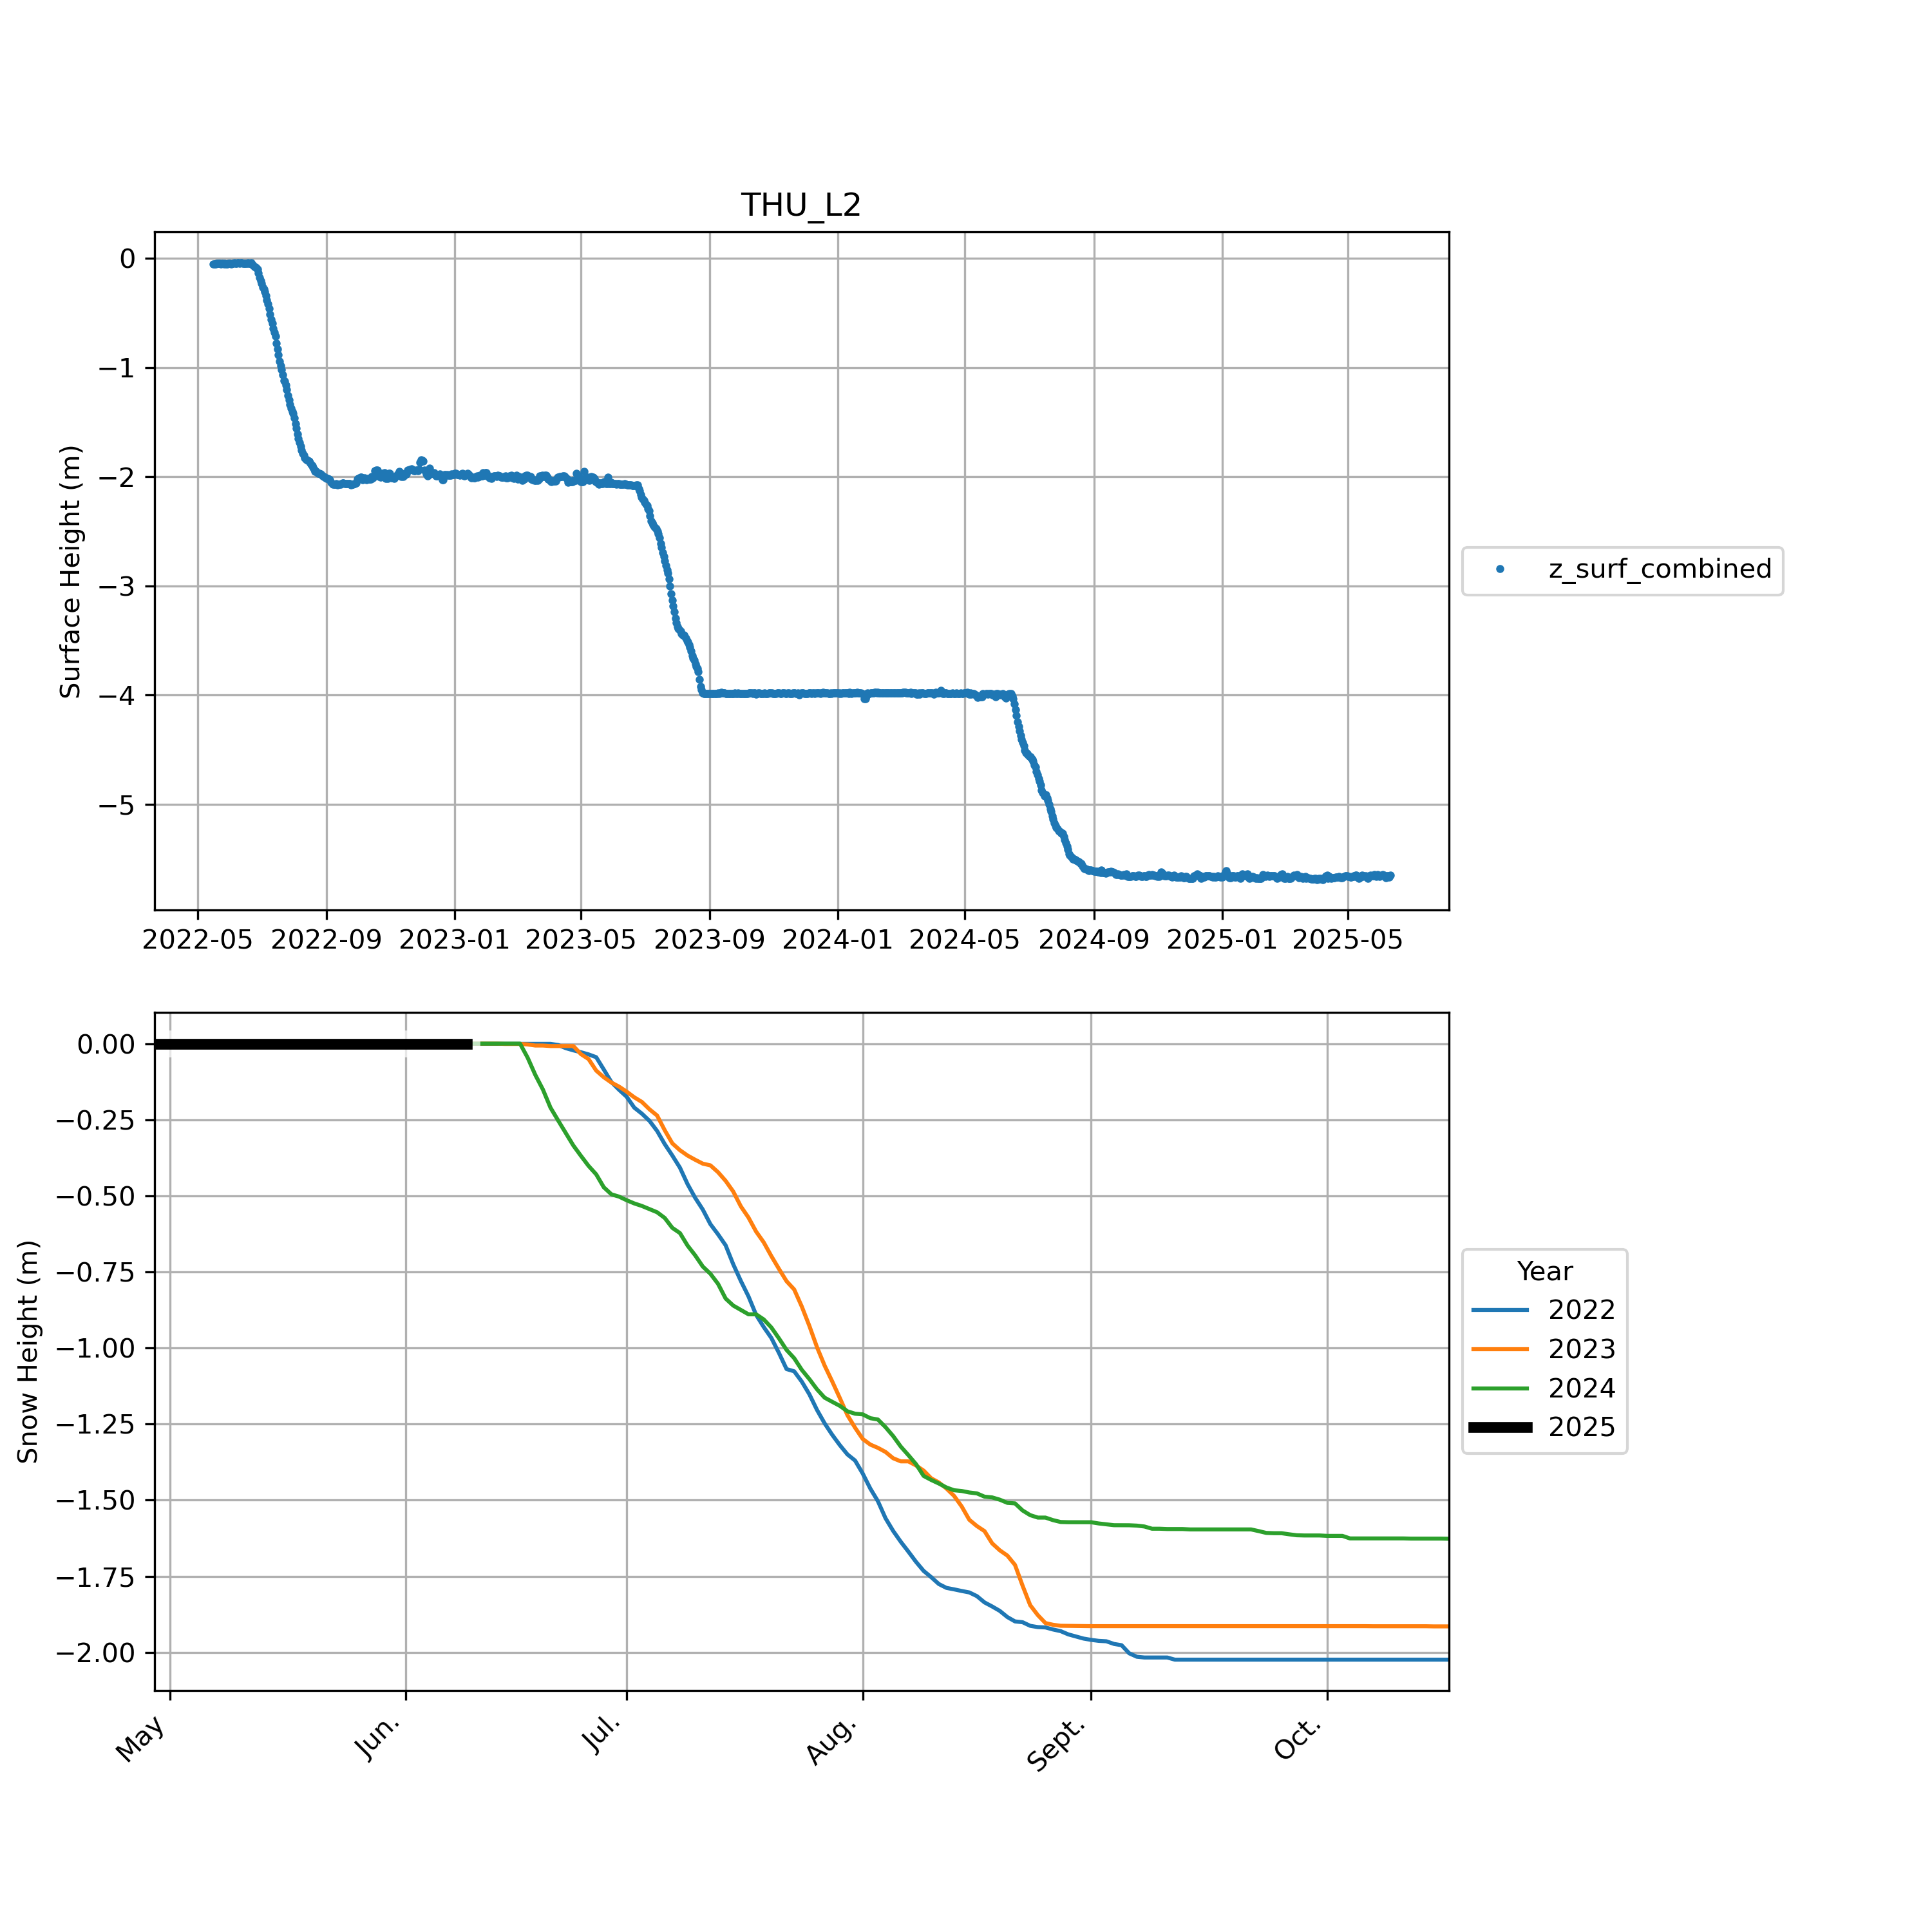 THU_L2
Surface Height (m)
0
−1
−2
−3
−4
−5
2022-05 2022-09 2023-01 2023-05 2023-09 2024-01 2024-05 2024-09 2025-01 2025-05
z_surf_combined
Snow Height (m)
0.00
−0.25
−0.50
−0.75
−1.00
−1.25
−1.50
−1.75
−2.00
May Jun. Jul. Aug. Sept. Oct.
Year
2022
2023
2024
2025